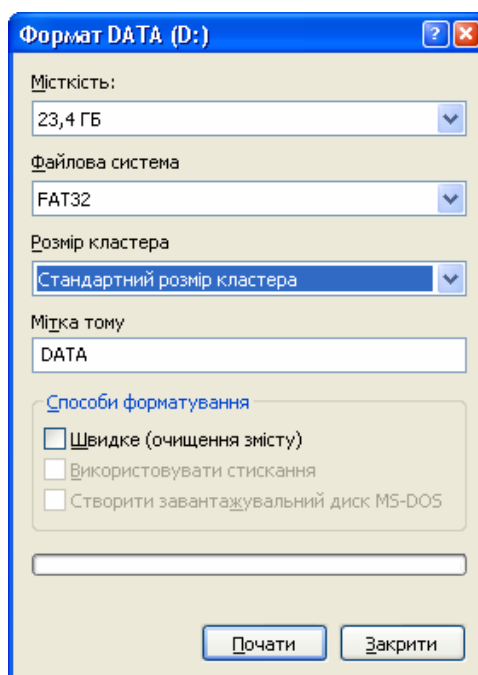 Формат DATA (D:)
Місткість:
23,4 ГБ
Файлова система
FAT32
Розмір кластера
Стандартний розмір кластера
Мітка тому
DATA
Способи форматування
Швидке (очищення змісту)
Використовувати стискання
Створити завантажувальний диск MS-DOS
Почати Закрити